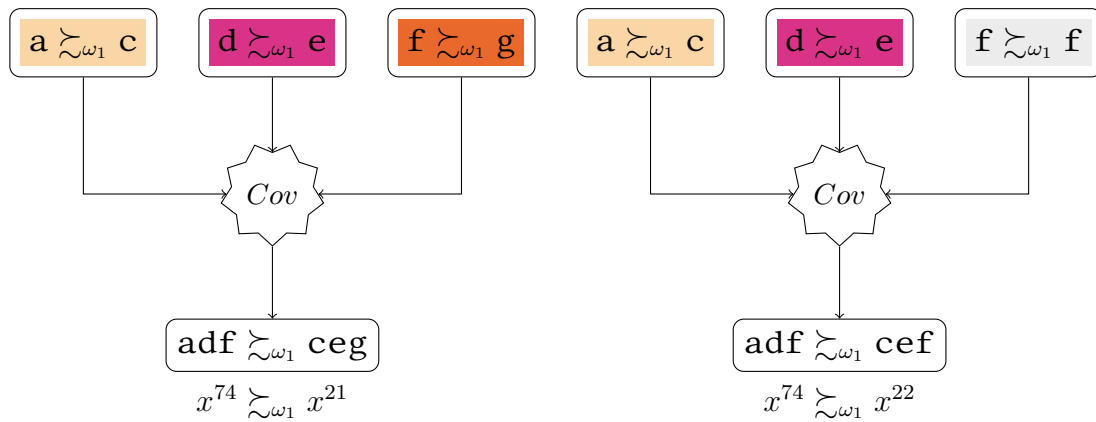 a ≿ω₁ c d ≿ω₁ e f ≿ω₁ g a ≿ω₁ c d ≿ω₁ e f ≿ω₁ f
Cov Cov
adf ≿ω₁ ceg adf ≿ω₁ cef
x⁷⁴ ≿ω₁ x²¹ x⁷⁴ ≿ω₁ x²²